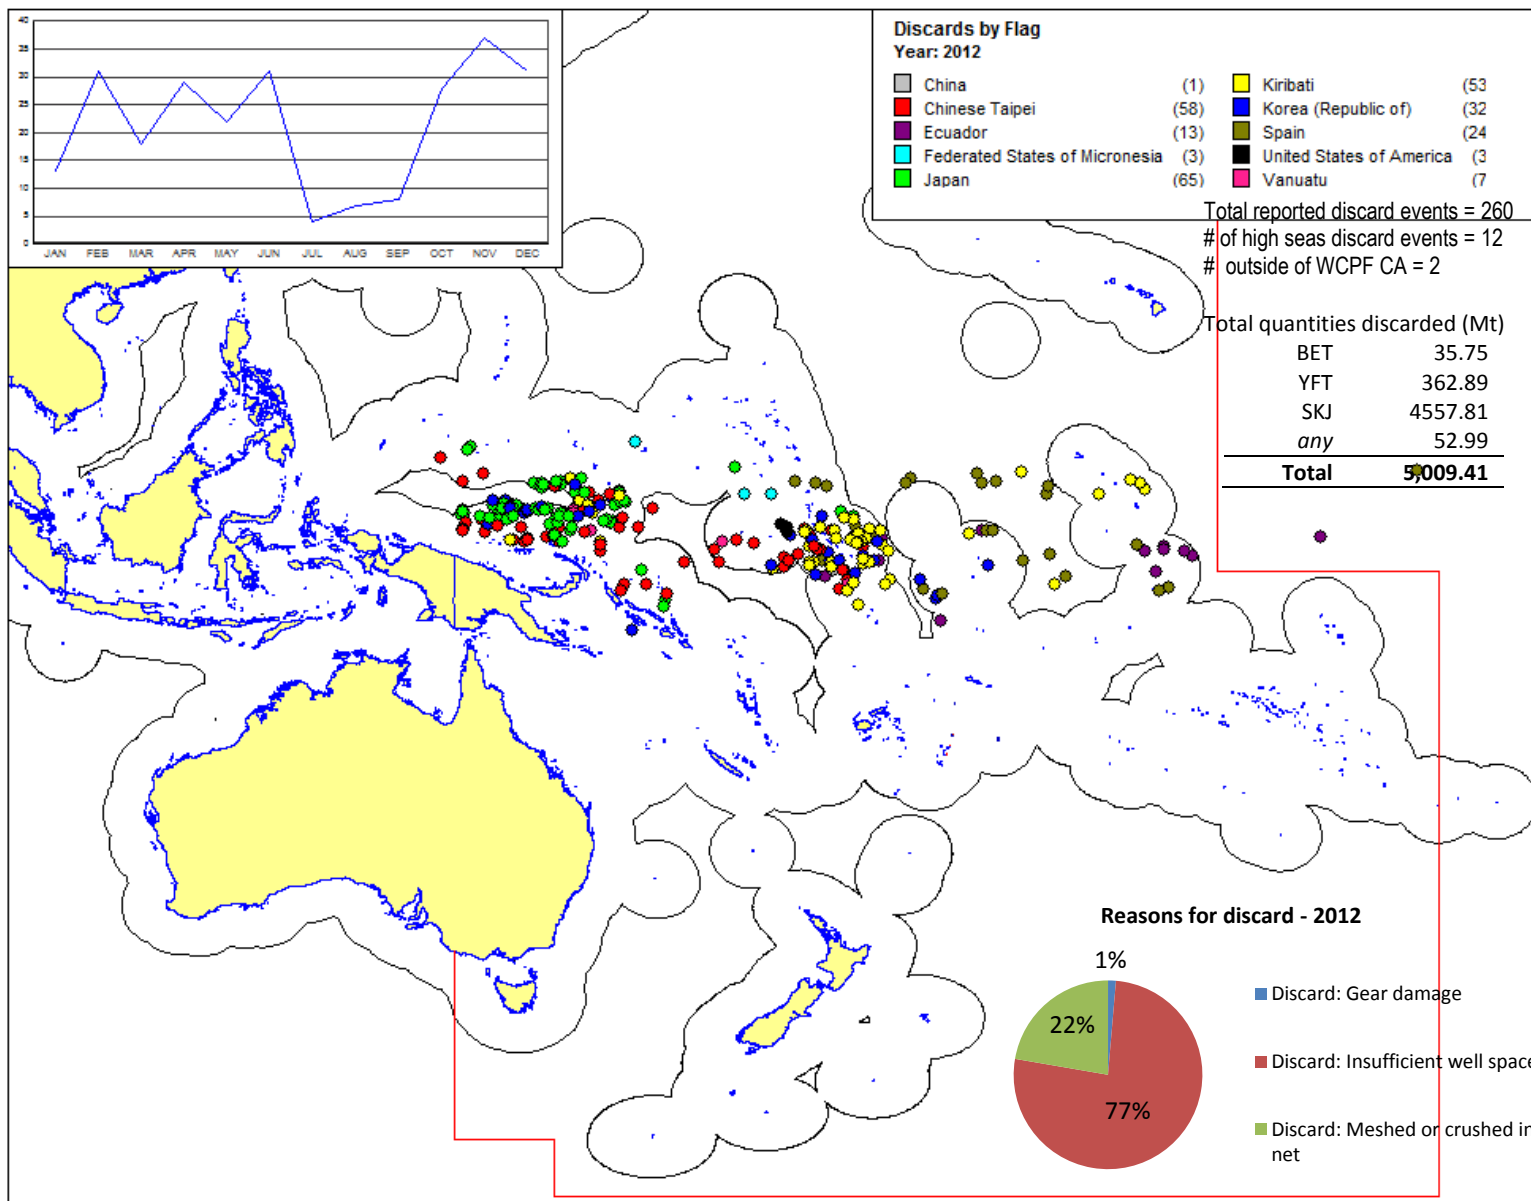 40
35
30
25
20
15
10
5
0
JAN FEB MAR APR MAY JUN JUL AUG SEP OCT NOV DEC
Discards by Flag
Year: 2012
China (1)
Chinese Taipei (58)
Ecuador (13)
Federated States of Micronesia (3)
Japan (65)
Kiribati (53
Korea (Republic of) (32
Spain (24
United States of America (3
Vanuatu (7
Total reported discard events = 260
# of high seas discard events = 12
# outside of WCPF CA = 2
Total quantities discarded (Mt)
BET 35.75
YFT 362.89
SKJ 4557.81
any 52.99
Total 5,009.41
Reasons for discard - 2012
1%
22%
77%
Discard: Gear damage
Discard: Insufficient well space
Discard: Meshed or crushed in
net